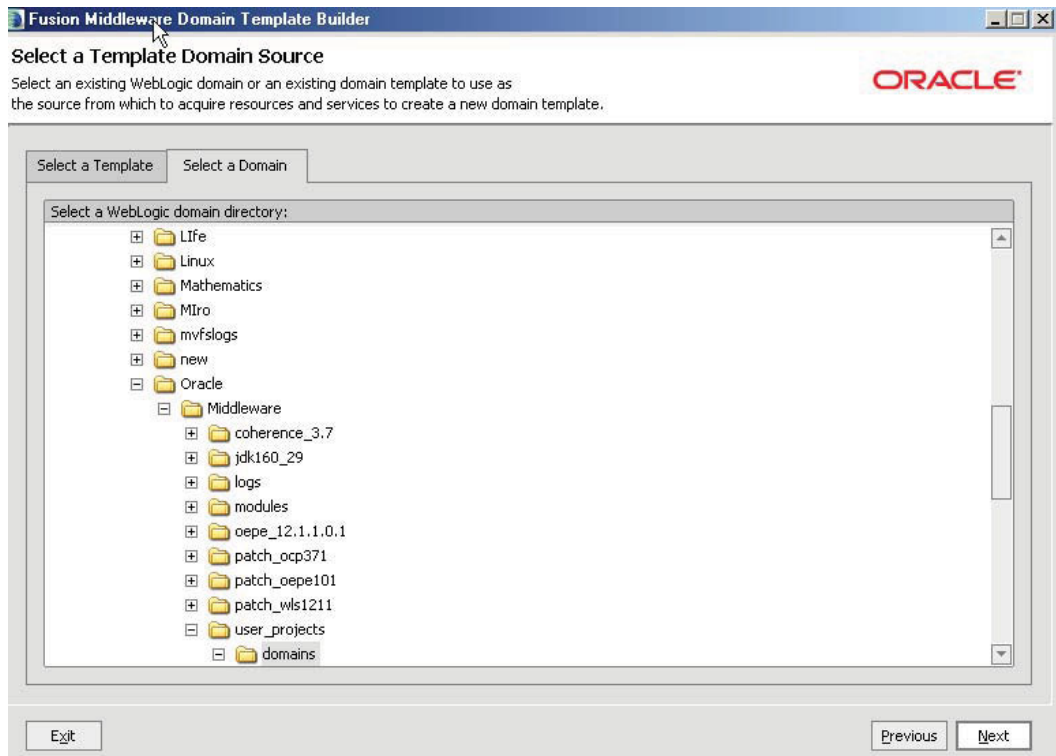 Fusion Middleware Domain Template Builder
Select a Template Domain Source
Select an existing WebLogic domain or an existing domain template to use as
the source from which to acquire resources and services to create a new domain template.
ORACLE
Select a Template
Select a Domain
Select a WebLogic domain directory:
LIfe
Linux
Mathematics
MIro
mvfslogs
new
Oracle
Middleware
coherence_3.7
jdk160_29
logs
modules
oepe_12.1.1.0.1
patch_ocp371
patch_oepe101
patch_wls1211
user_projects
domains
Exit
Previous
Next